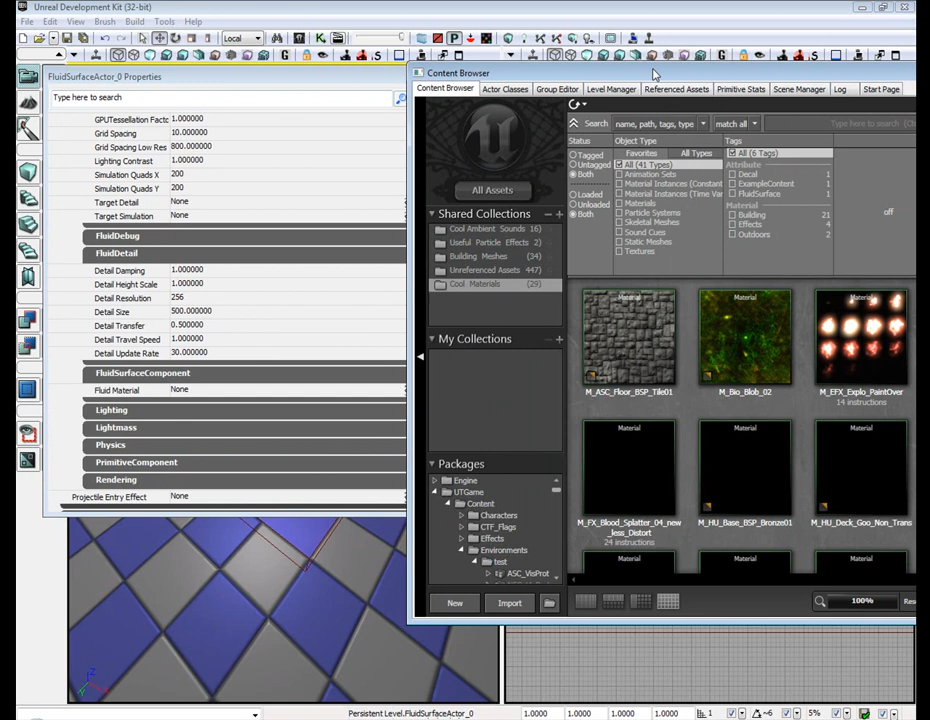 Unreal Development Kit (32-bit)
File Edit View Brush Build Tools Help
Local
FluidSurfaceActor_0 Properties
Type here to search
GPUTessellation Facto 1.000000
Grid Spacing 10.000000
Grid Spacing Low Res 800.000000
Lighting Contrast 1.000000
Simulation Quads X 200
Simulation Quads Y 200
Target Detail None
Target Simulation None
FluidDebug
FluidDetail
Detail Damping 1.000000
Detail Height Scale 1.000000
Detail Resolution 256
Detail Size 500.000000
Detail Transfer 0.500000
Detail Travel Speed 1.000000
Detail Update Rate 30.000000
FluidSurfaceComponent
Fluid Material None
Lighting
Lightmass
Physics
PrimitiveComponent
Rendering
Projectile Entry Effect None
Content Browser
Content Browser Actor Classes Group Editor Level Manager Referenced Assets Primitive Stats Scene Manager Log Start Page
All Assets
Shared Collections
Cool Ambient Sounds 16)
Useful Particle Effects 2)
Building Meshes (34)
Unreferenced Assets 447)
Cool Materials (29)
My Collections
Packages
Engine
UTGame
Content
Characters
CTF_Flags
Effects
Environments
test
ASC_VisProt
New Import
Search name, path, tags, type match all Type here to search
Status
Tagged
Untagged
Both
Loaded
Unloaded
Both
Object Type
Favorites All Types
All (41 Types)
Animation Sets
Material Instances (Constant
Material Instances (Time Var
Materials
Particle Systems
Skeletal Meshes
Sound Cues
Static Meshes
Textures
Tags
All (6 Tags)
Attribute
Decal 1
ExampleContent 1
FluidSurface 1
Material
Building 21
Effects 4
Outdoors 2
off
Material Material Material
M_ASC_Floor_BSP_Tile01 M_Bio_Blob_02 M_EFX_Explo_PaintOver
14 instructions
Material Material Material
M_FX_Blood_Splatter_04_new
_less_Distort
24 instructions
M_HU_Base_BSP_Bronze01 M_HU_Deck_Goo_Non_Trans
Material Material Material
100% Res
Persistent Level.FluidSurfaceActor_0 1.0000 1.0000 1.0000 1.0000 1 ~6 5%